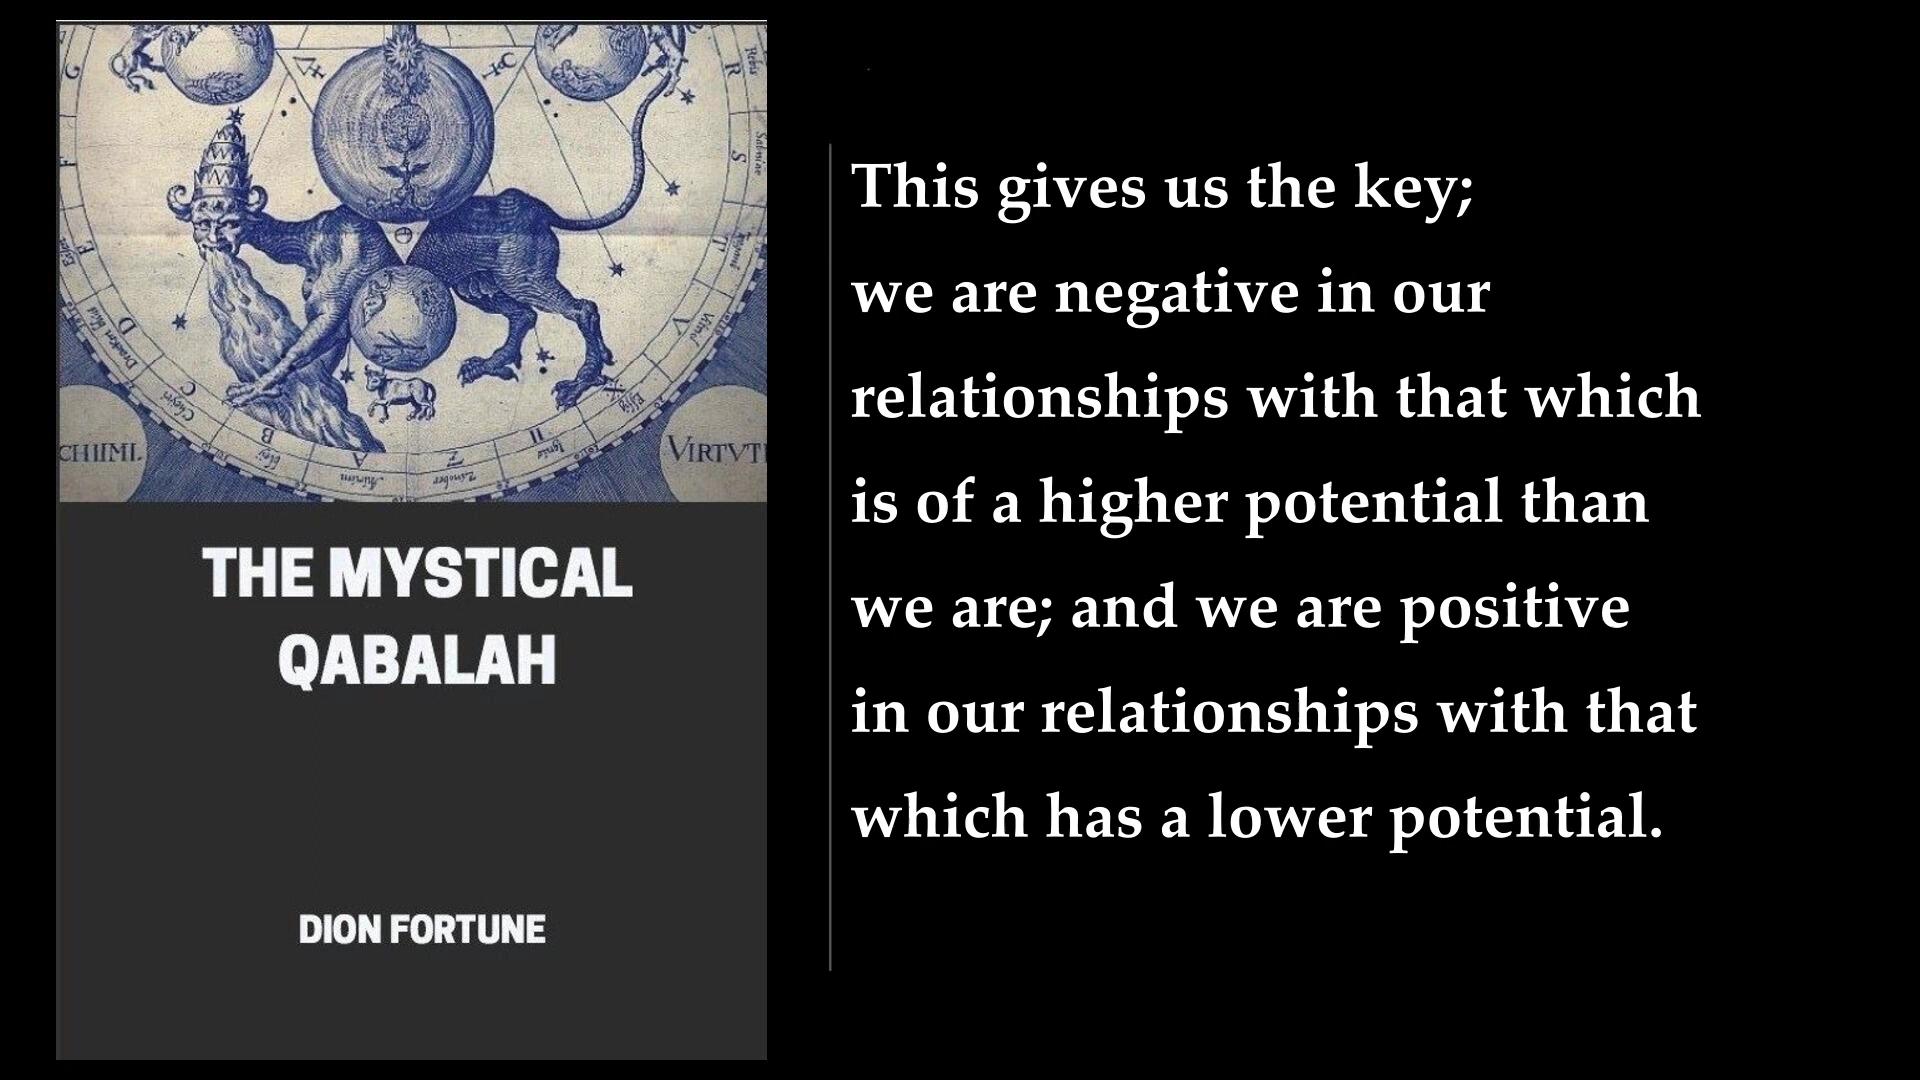 CHIIMI.
VIRTVT
THE MYSTICAL
QABALAH
DION FORTUNE
This gives us the key;
we are negative in our
relationships with that which
is of a higher potential than
we are; and we are positive
in our relationships with that
which has a lower potential.